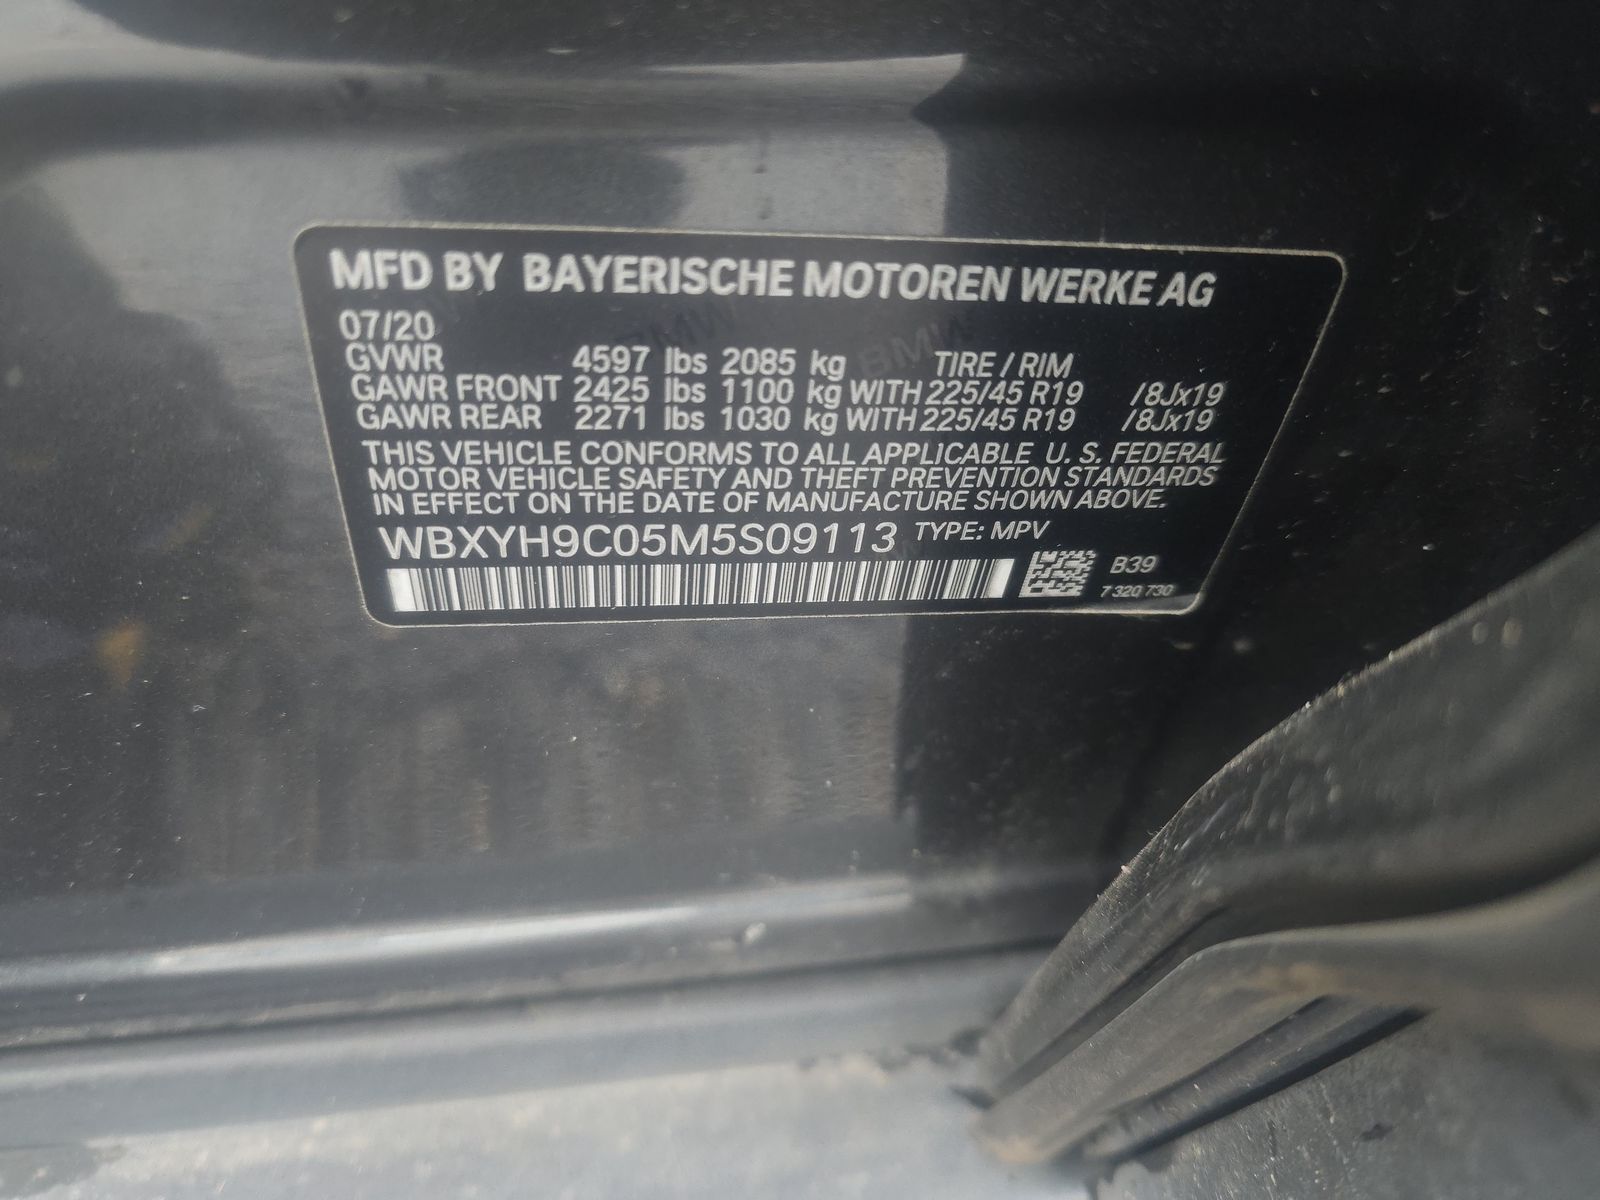 MFD BY BAYERISCHE MOTOREN WERKE AG
07/20
GVWR 4597 lbs 2085 kg TIRE / RIM
GAWR FRONT 2425 lbs 1100 kg WITH 225/45 R19 /8Jx19
GAWR REAR 2271 lbs 1030 kg WITH 225/45 R19 /8Jx19
THIS VEHICLE CONFORMS TO ALL APPLICABLE U. S. FEDERAL
MOTOR VEHICLE SAFETY AND THEFT PREVENTION STANDARDS
IN EFFECT ON THE DATE OF MANUFACTURE SHOWN ABOVE.
WBXYH9C05M5S09113 TYPE: MPV
B39
7 320 730